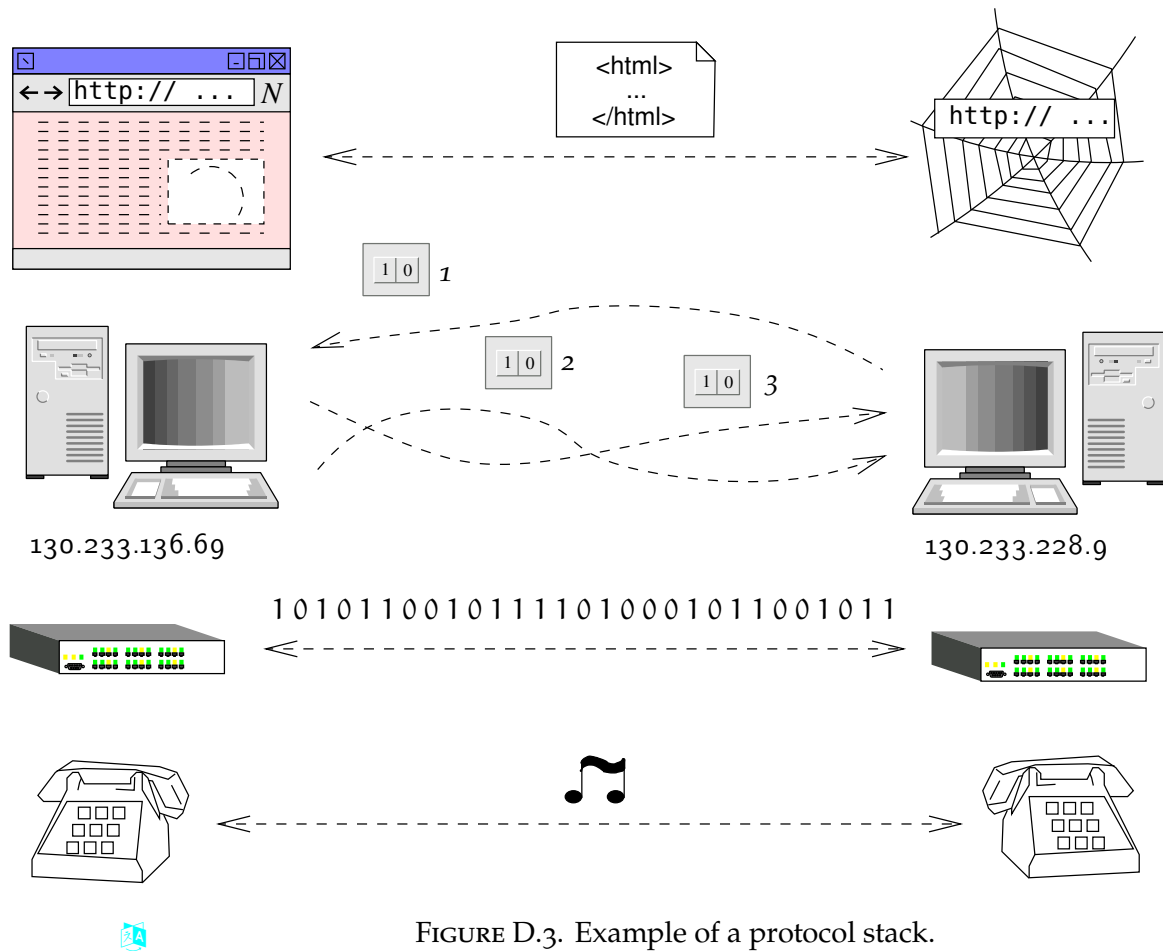 <html>
...
</html>
http:// ...
N
http:// ...
1 0
1
1 0
2
1 0
3
130.233.136.69
130.233.228.9
1 0 1 0 1 1 0 0 1 0 1 1 1 1 0 1 0 0 0 1 0 1 1 0 0 1 0 1 1
FIGURE D.3. Example of a protocol stack.